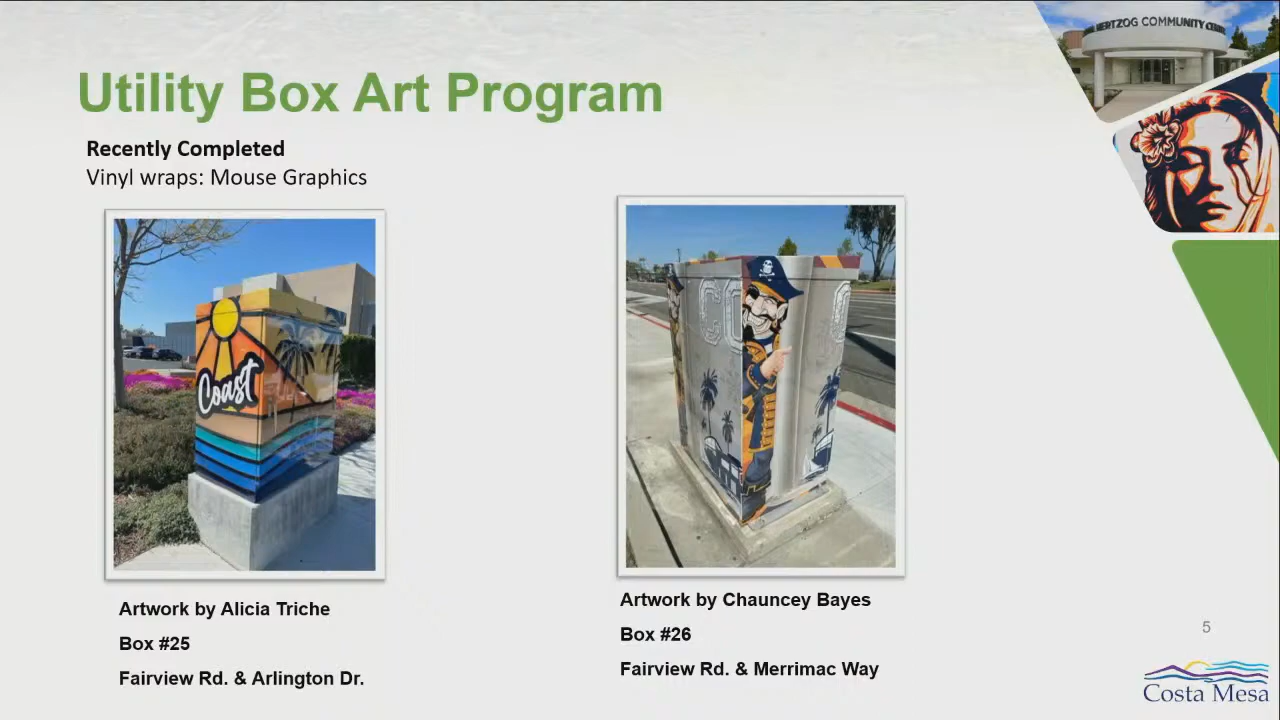 HERTZOG COMMUNITY
Utility Box Art Program
Recently Completed
Vinyl wraps: Mouse Graphics
Coast
Artwork by Alicia Triche
Box #25
Fairview Rd. & Arlington Dr.
Artwork by Chauncey Bayes
Box #26
Fairview Rd. & Merrimac Way
5
Costa Mesa